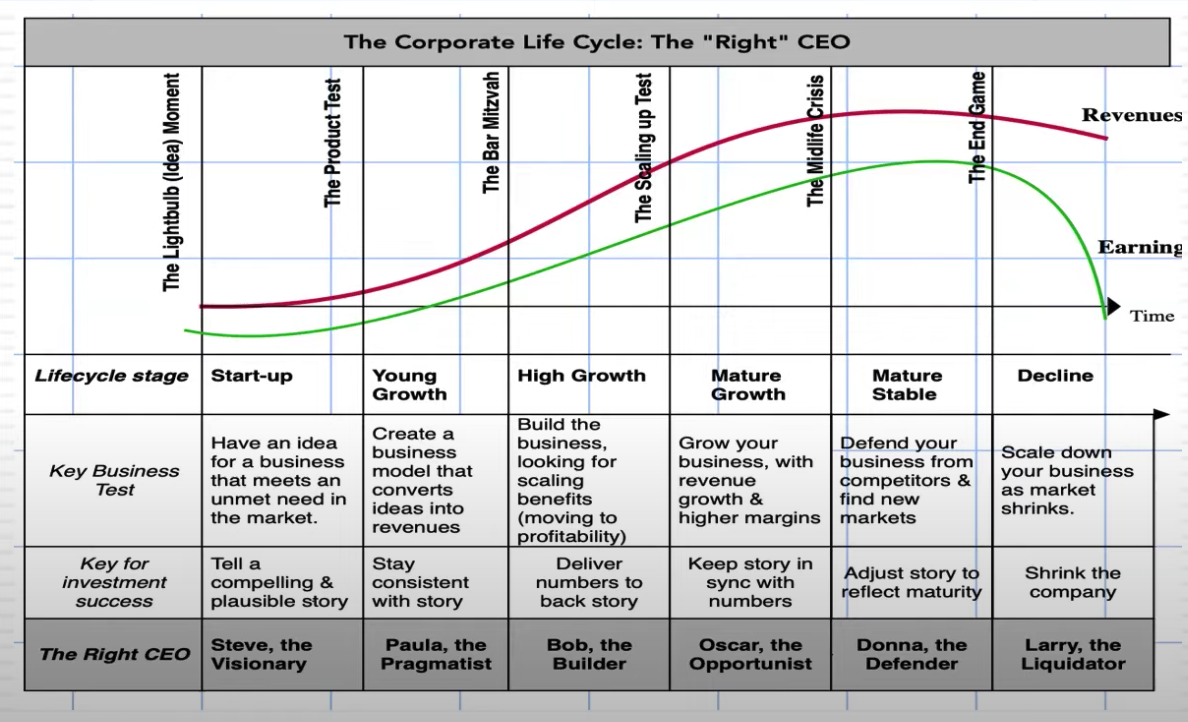 The Corporate Life Cycle: The "Right" CEO
The Lightbulb (Idea) Moment
The Product Test
The Bar Mitzvah
The Scaling up Test
The Midlife Crisis
The End Game
Revenues
Earning
Time
Lifecycle stage
Start-up
Young
Growth
High Growth
Mature
Growth
Mature
Stable
Decline
Key Business
Test
Have an idea
for a business
that meets an
unmet need in
the market.
Create a
business
model that
converts
ideas into
revenues
Build the
business,
looking for
scaling
benefits
(moving to
profitability)
Grow your
business, with
revenue
growth &
higher margins
Defend your
business from
competitors &
find new
markets
Scale down
your business
as market
shrinks.
Key for
investment
success
Tell a
compelling &
plausible story
Stay
consistent
with story
Deliver
numbers to
back story
Keep story in
sync with
numbers
Adjust story to
reflect maturity
Shrink the
company
The Right CEO
Steve, the
Visionary
Paula, the
Pragmatist
Bob, the
Builder
Oscar, the
Opportunist
Donna, the
Defender
Larry, the
Liquidator